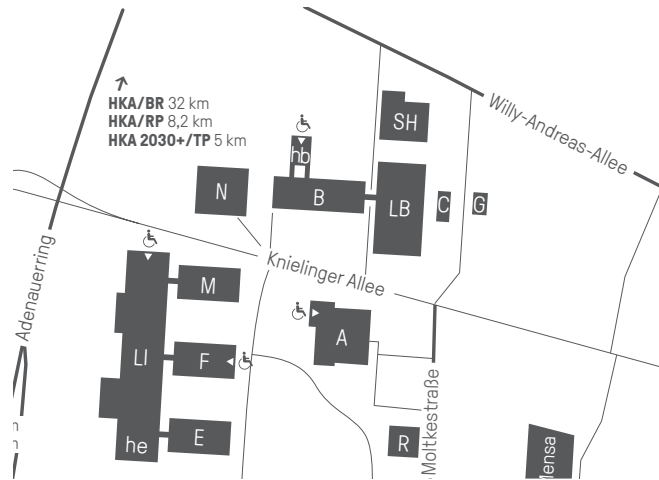 HKA/BR 32 km
HKA/RP 8,2 km
HKA 2030+/TP 5 km
Willy-Andreas-Allee
SH
hb
N
B
LB
C
G
Adenauerring
Knielinger Allee
M
A
LI
F
he
E
R
Moltkestraße
Mensa